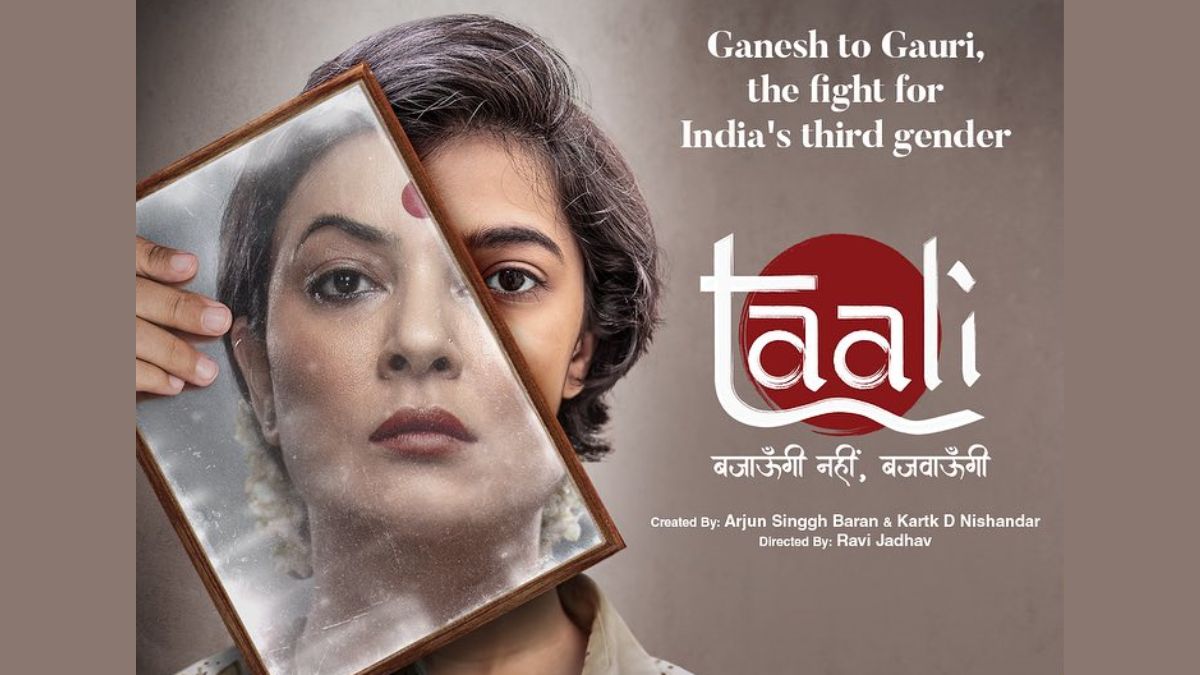 Ganesh to Gauri,
the fight for
India's third gender
taali
बजाऊँगी नहीं, बजवाऊँगी
Created By: Arjun Singgh Baran & Kartk D Nishandar
Directed By: Ravi Jadhav